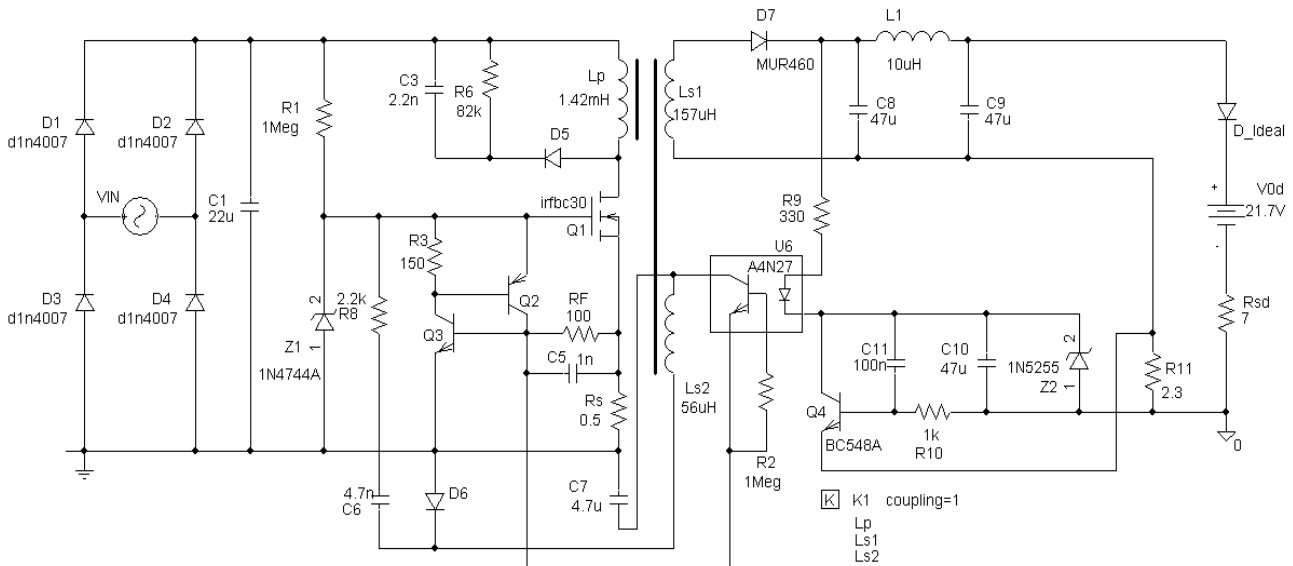 D7
L1
MUR460
10uH
C3
2.2n
R6
82k
Lp
1.42mH
Ls1
157uH
C8
47u
C9
47u
R1
1Meg
D1
d1n4007
D2
d1n4007
D5
D_Ideal
VIN
C1
22u
irfbc30
Q1
R9
330
+
V0d
21.7V
-
R3
150
U6
A4N27
D3
d1n4007
D4
d1n4007
2
2.2k
R8
Q2
RF
100
Q3
Z1
1
1N4744A
C5
1n
Rs
0.5
Ls2
56uH
Rsd
7
C11
100n
C10
47u
2
1N5255
Z2
1
R11
2.3
Q4
BC548A
1k
R10
0
R2
1Meg
4.7n
C6
D6
C7
4.7u
K K1 coupling=1
Lp
Ls1
Ls2